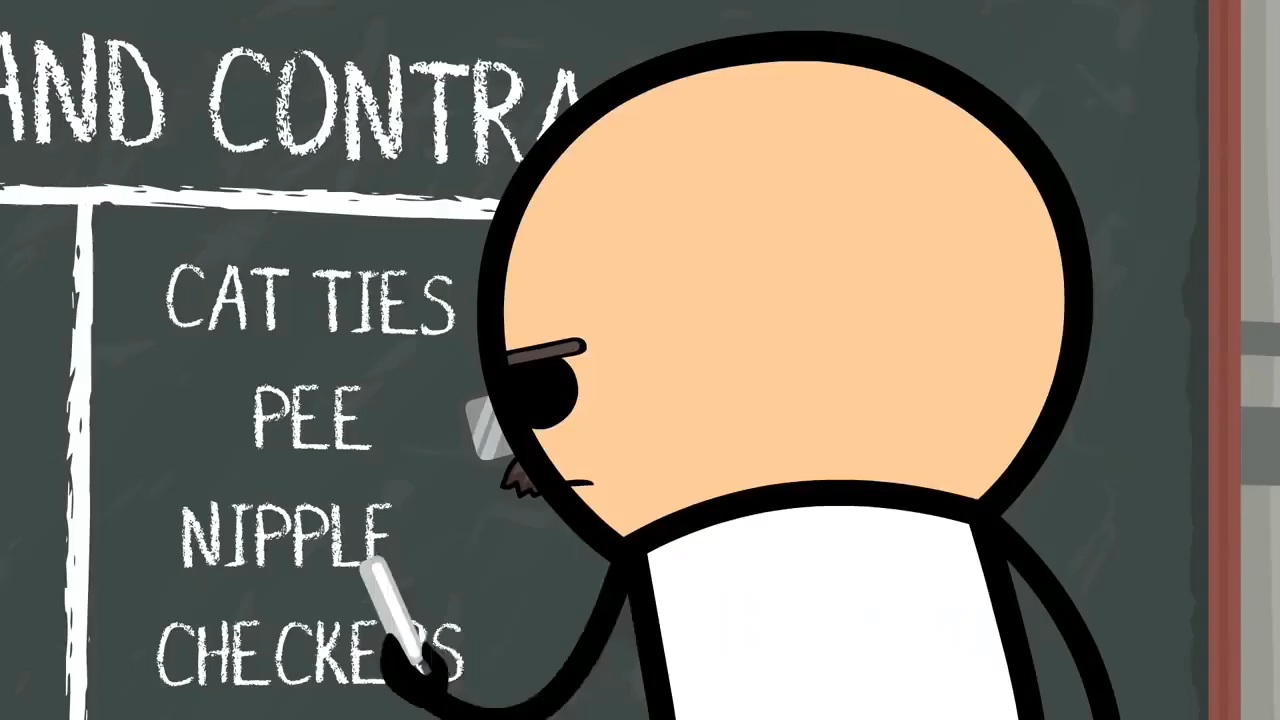 AND CONTRA
CAT TIES
PEE
NIPPLE
CHECKERS